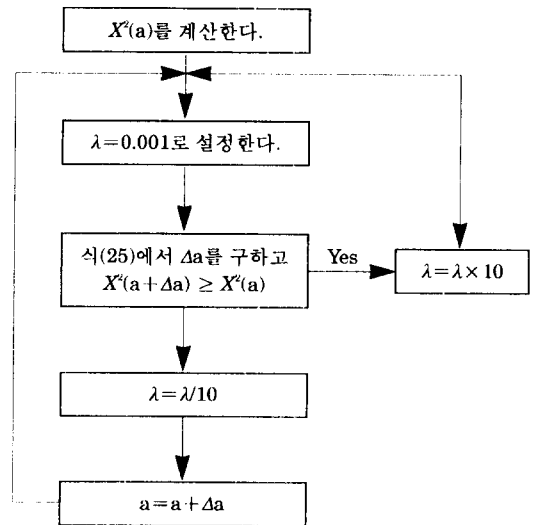 X²(a)를 계산한다.
λ=0.001로 설정한다.
식(25)에서 Δa를 구하고
X²(a+Δa) ≥ X²(a)
Yes
λ=λ×10
λ=λ/10
a=a+Δa